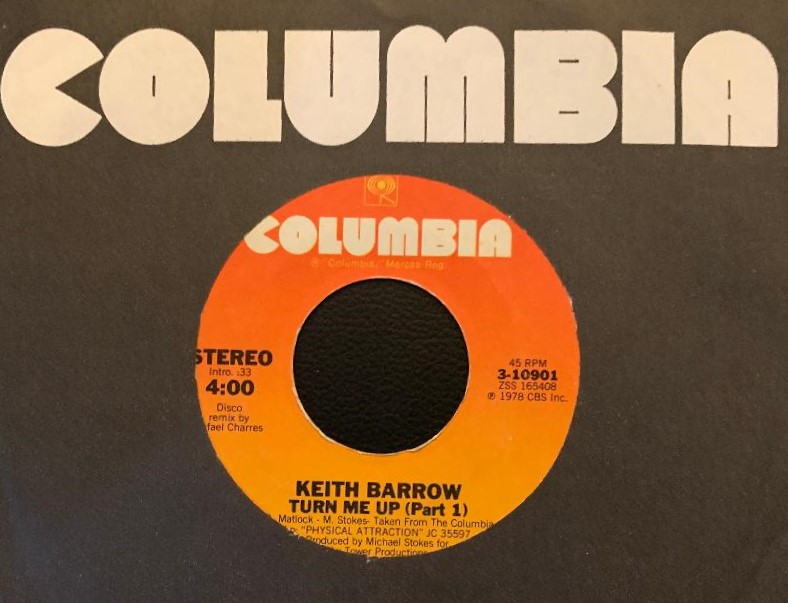 COLUMBIA
COLUMBIA
® "Columbia," Marcas Reg.
STEREO
Intro. :33
4:00
Disco
remix by
fael Charres
45 RPM
3-10901
ZSS 165408
℗ 1978 CBS Inc.
KEITH BARROW
TURN ME UP (Part 1)
Matlock - M. Stokes- Taken From The Columbia
"PHYSICAL ATTRACTION" JC 35597
Produced by Michael Stokes for
Tower Productions